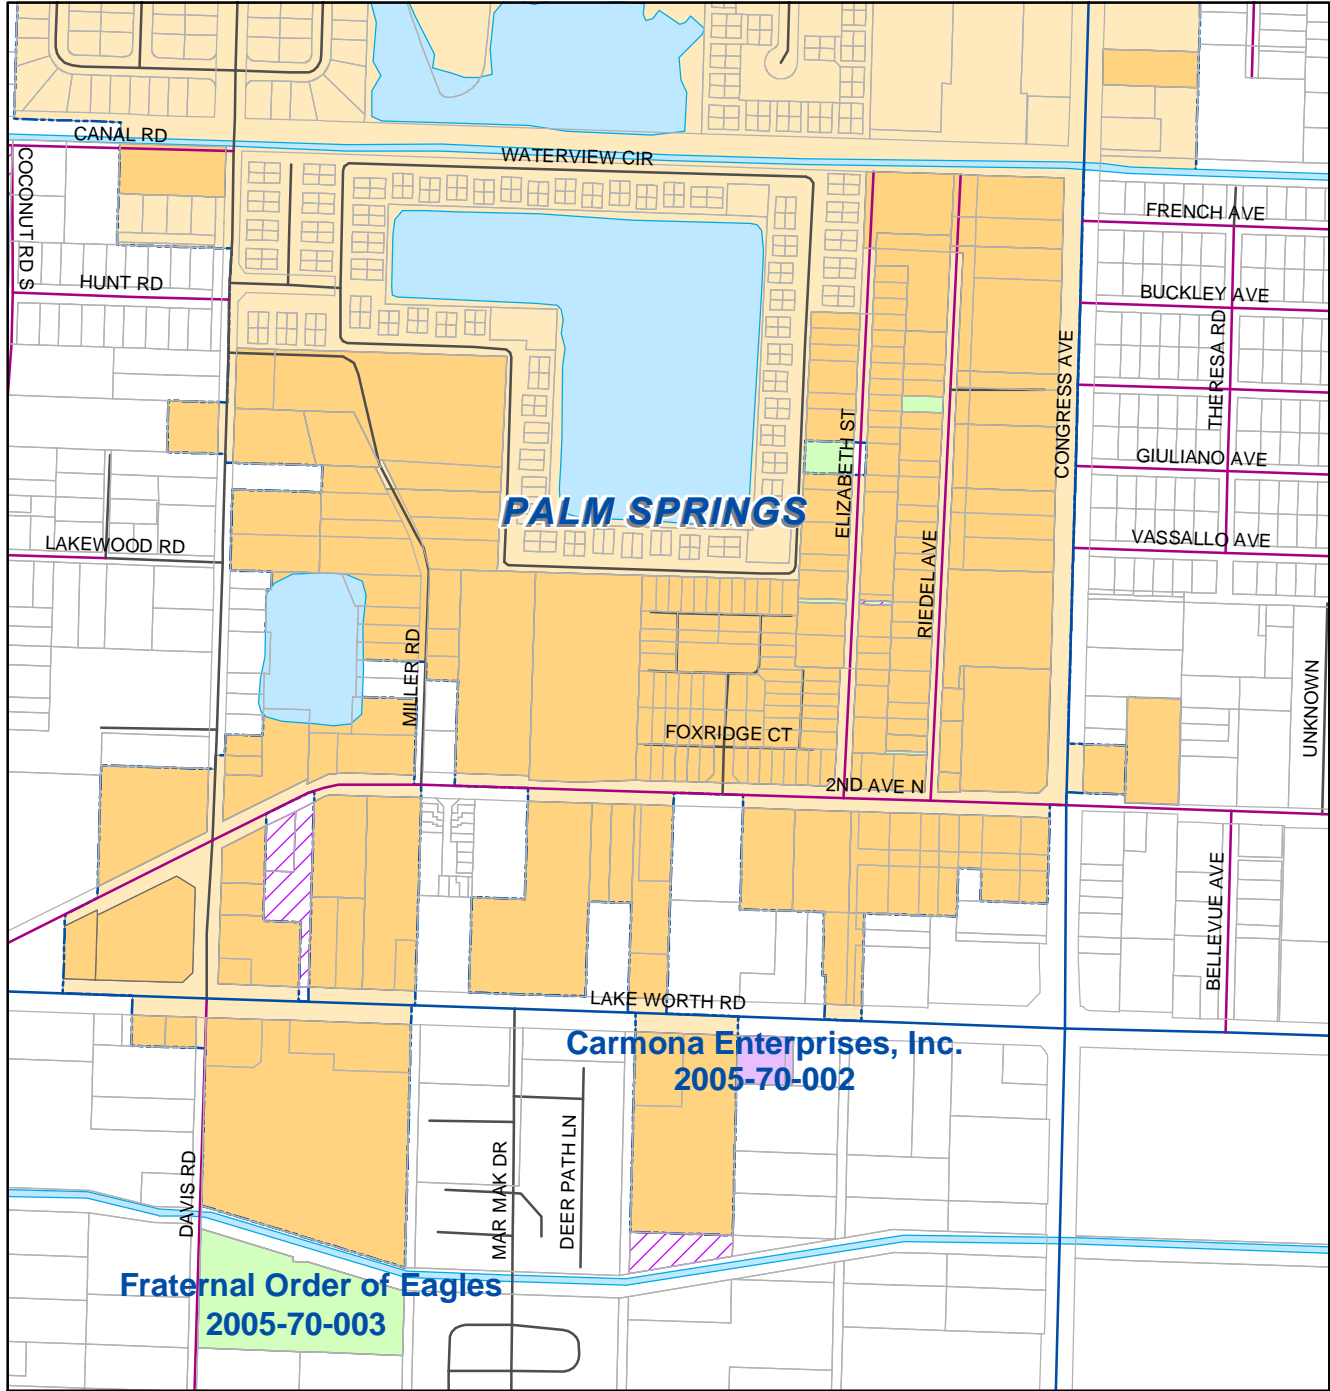 CANAL RD
WATERVIEW CIR
COCONUT RD S
FRENCH AVE
HUNT RD
BUCKLEY AVE
THERESA RD
CONGRESS AVE
ELIZABETH ST
GIULIANO AVE
PALM SPRINGS
VASSALLO AVE
LAKEWOOD RD
RIEDEL AVE
MILLER RD
UNKNOWN
FOXRIDGE CT
2ND AVE N
BELLEVUE AVE
LAKE WORTH RD
Carmona Enterprises, Inc.
2005-70-002
DAVIS RD
MAR MAK DR
DEER PATH LN
Fraternal Order of Eagles
2005-70-003